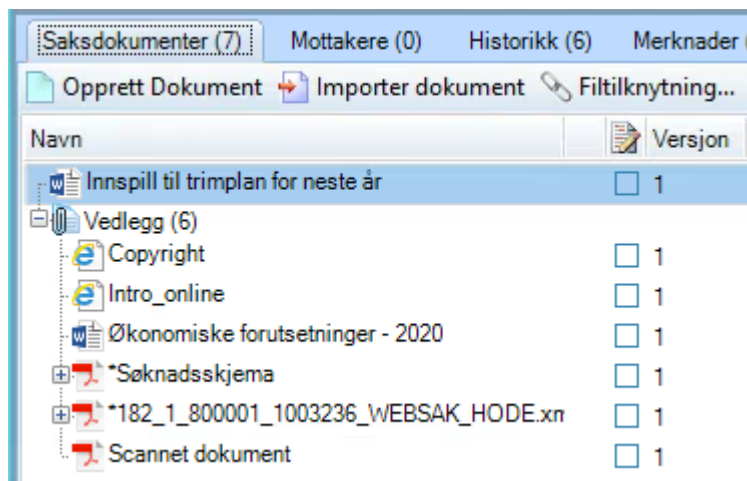 Saksdokumenter (7) Mottakere (0) Historikk (6) Merknader (
Opprett Dokument Importer dokument Filtilknytning...
Navn Versjon
Innspill til trimplan for neste år 1
Vedlegg (6)
Copyright 1
Intro_online 1
Økonomiske forutsetninger - 2020 1
*Søknadsskjema 1
*182_1_800001_1003236_WEBSAK_HODE.xm 1
Scannet dokument 1